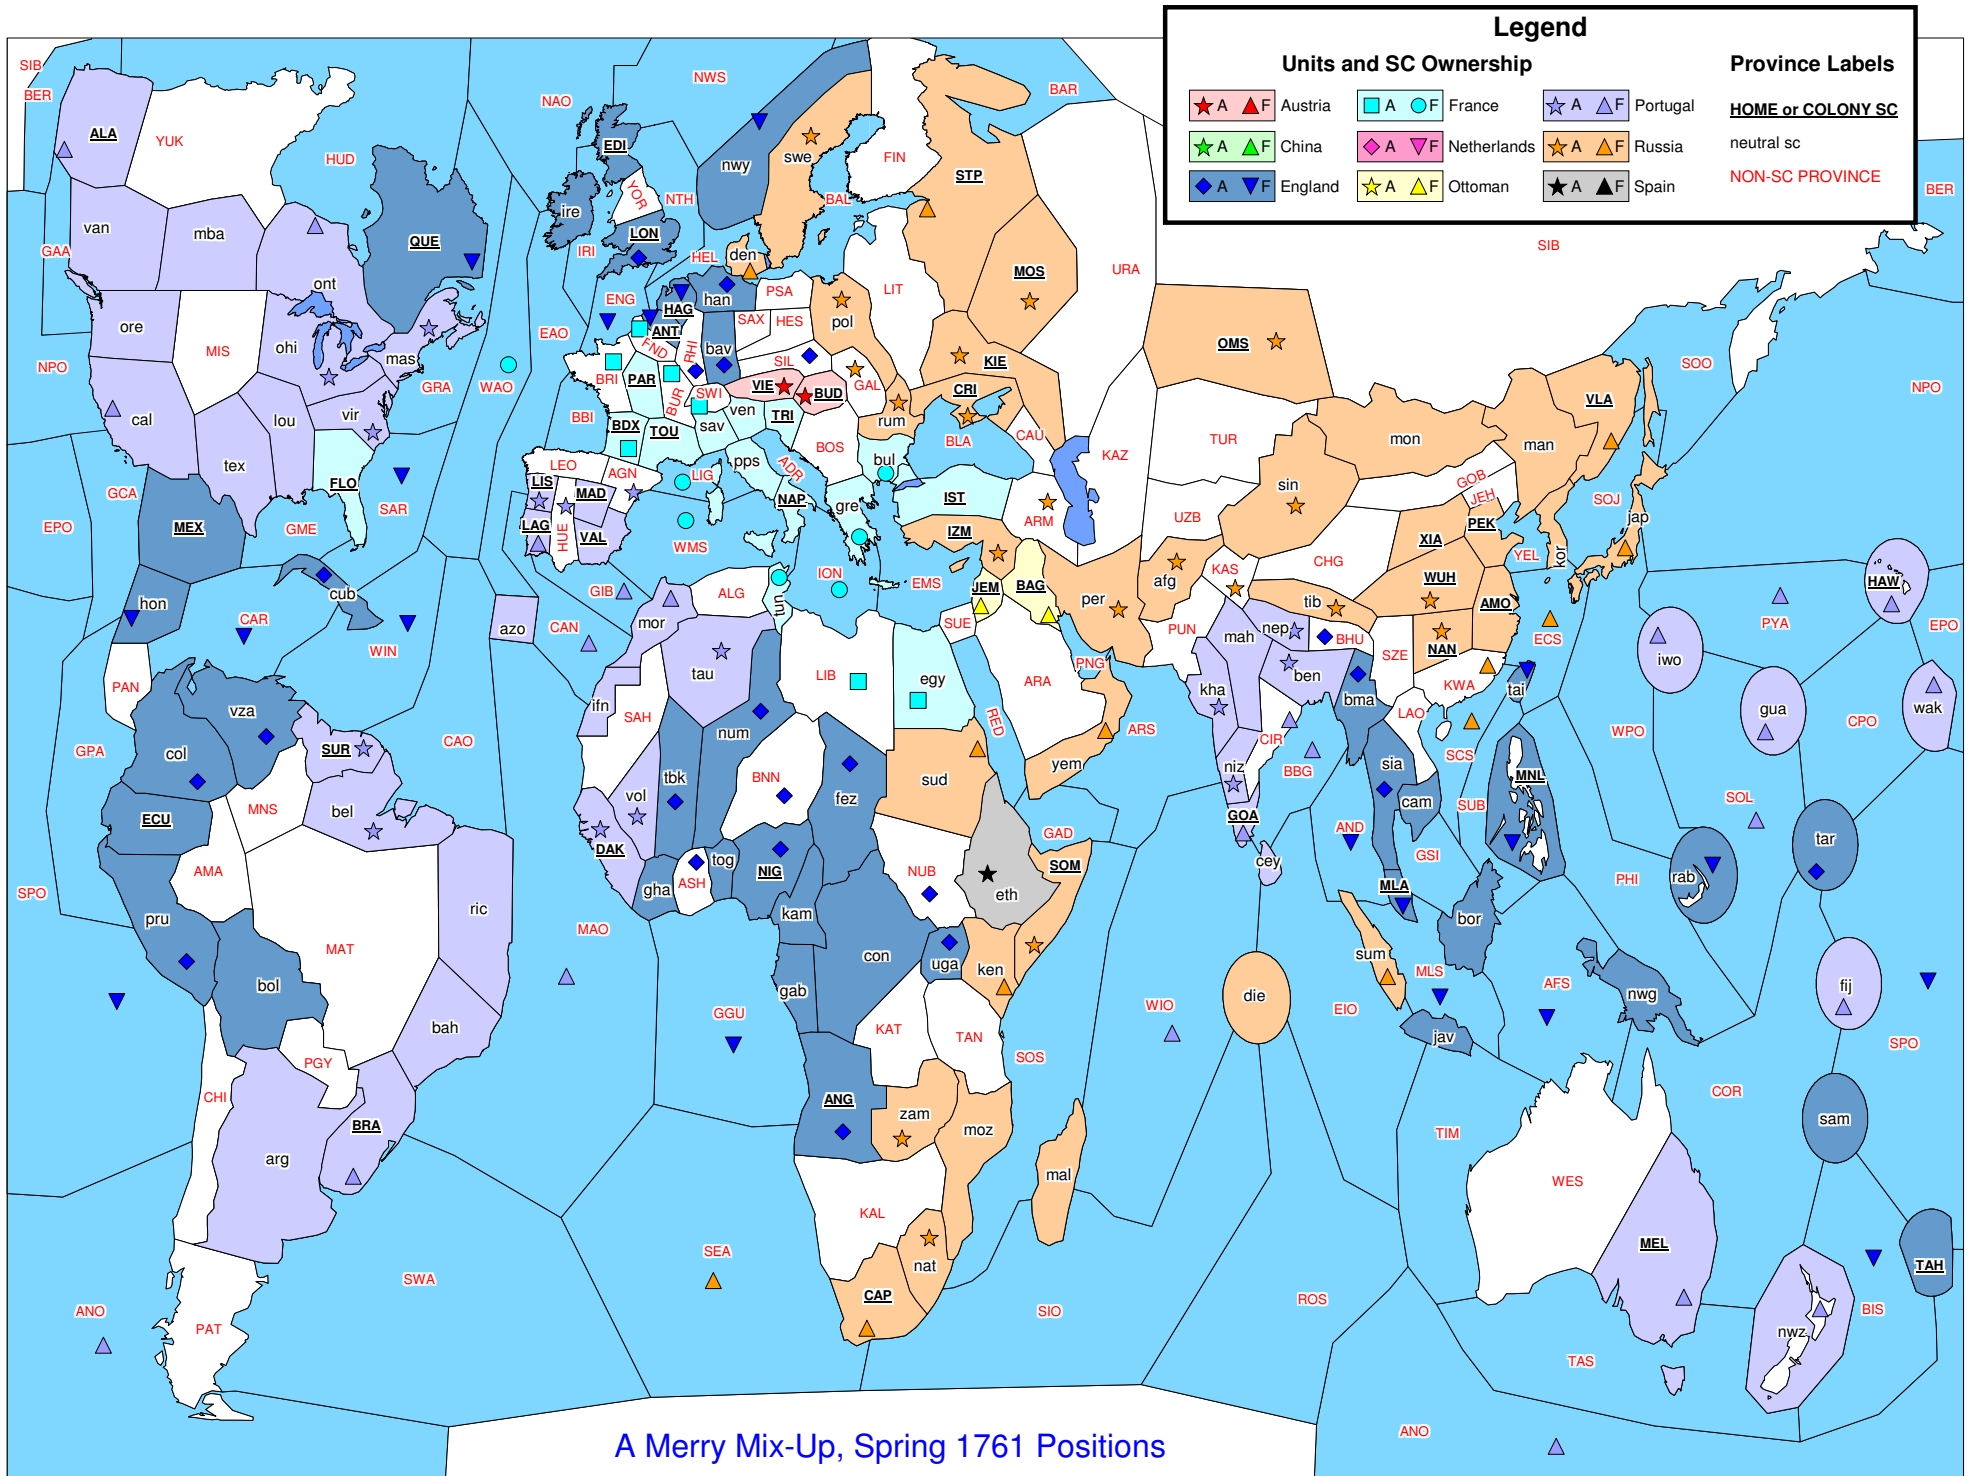 Legend
Units and SC Ownership
Province Labels
A F Austria
A F France
A F Portugal
HOME or COLONY SC
A F China
A F Netherlands
A F Russia
neutral sc
A F England
A F Ottoman
A F Spain
NON-SC PROVINCE
SIB
BER
NWS
BAR
NAO
ALA
YUK
HUD
EDI
FIN
swe
nwy
STP
YOR
NTH
BAL
BER
ire
LON
van
mba
QUE
GAA
IRI
HEL
den
SIB
MOS
URA
ont
ENG
HAG
han
PSA
LIT
ore
EAO
ANT
SAX
HES
pol
MIS
ohi
mas
FND
RHI
bav
SIL
OMS
KIE
NPO
GRA
WAO
BRI
PAR
BUR
SWI
VIE
BUD
GAL
CRI
SOO
NPO
cal
lou
vir
BBI
BDX
TOU
sav
ven
TRI
rum
VLA
tex
BOS
BLA
CAU
KAZ
TUR
mon
man
LEO
AGN
LIG
pps
ADR
bul
FLO
LIS
MAD
NAP
gre
IST
sin
GOB
JEH
GCA
SAR
SOJ
EPO
MEX
GME
LAG
HUE
VAL
WMS
IZM
ARM
UZB
XIA
PEK
jap
YEL
kor
CHG
KAS
afg
ION
EMS
JEM
BAG
per
tib
WUH
AMO
HAW
hon
cub
CAR
GIB
ALG
tun
SUE
PUN
mah
nep
BHU
NAN
ECS
PYA
EPO
azo
CAN
mor
WIN
PAN
tau
LIB
egy
ARA
PNG
SZE
KWA
iwo
kha
ben
bma
tai
vza
ifn
SAH
num
RED
ARS
LAO
gua
wak
CPO
GPA
col
SUR
CAO
WPO
CIR
BBG
niz
sia
SCS
yem
tbk
BNN
fez
sud
MNL
SOL
MNS
bel
vol
cam
SUB
ECU
DAK
GOA
AND
GSI
GAD
tar
AMA
gha
ASH
tog
NIG
NUB
SOM
cey
MLA
eth
PHI
rab
SPO
pru
ric
MAO
kam
bor
con
uga
ken
sum
MLS
AFS
MAT
bol
gab
die
nwg
fij
bah
GGU
WIO
EIO
jav
KAT
TAN
SOS
SPO
PGY
CHI
ANG
zam
moz
COR
BRA
TIM
sam
arg
mal
WES
KAL
SEA
SWA
nat
MEL
TAH
CAP
ANO
PAT
SIO
ROS
BIS
nwz
TAS
ANO
A Merry Mix-Up, Spring 1761 Positions